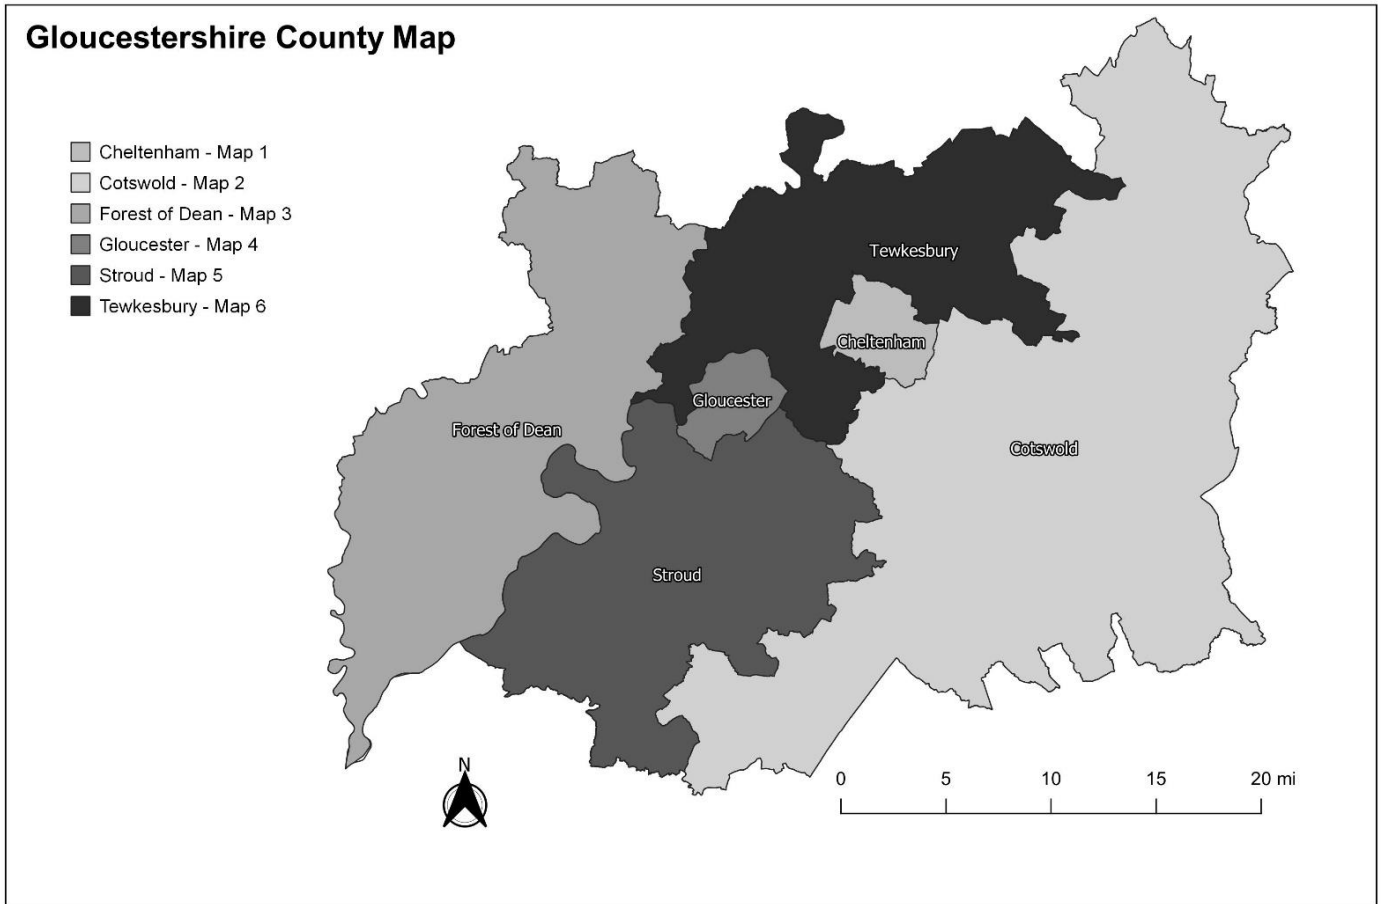 Gloucestershire County Map
Cheltenham - Map 1
Cotswold - Map 2
Forest of Dean - Map 3
Gloucester - Map 4
Stroud - Map 5
Tewkesbury - Map 6
Tewkesbury
Cheltenham
Gloucester
Forest of Dean
Cotswold
Stroud
N
0 5 10 15 20 mi